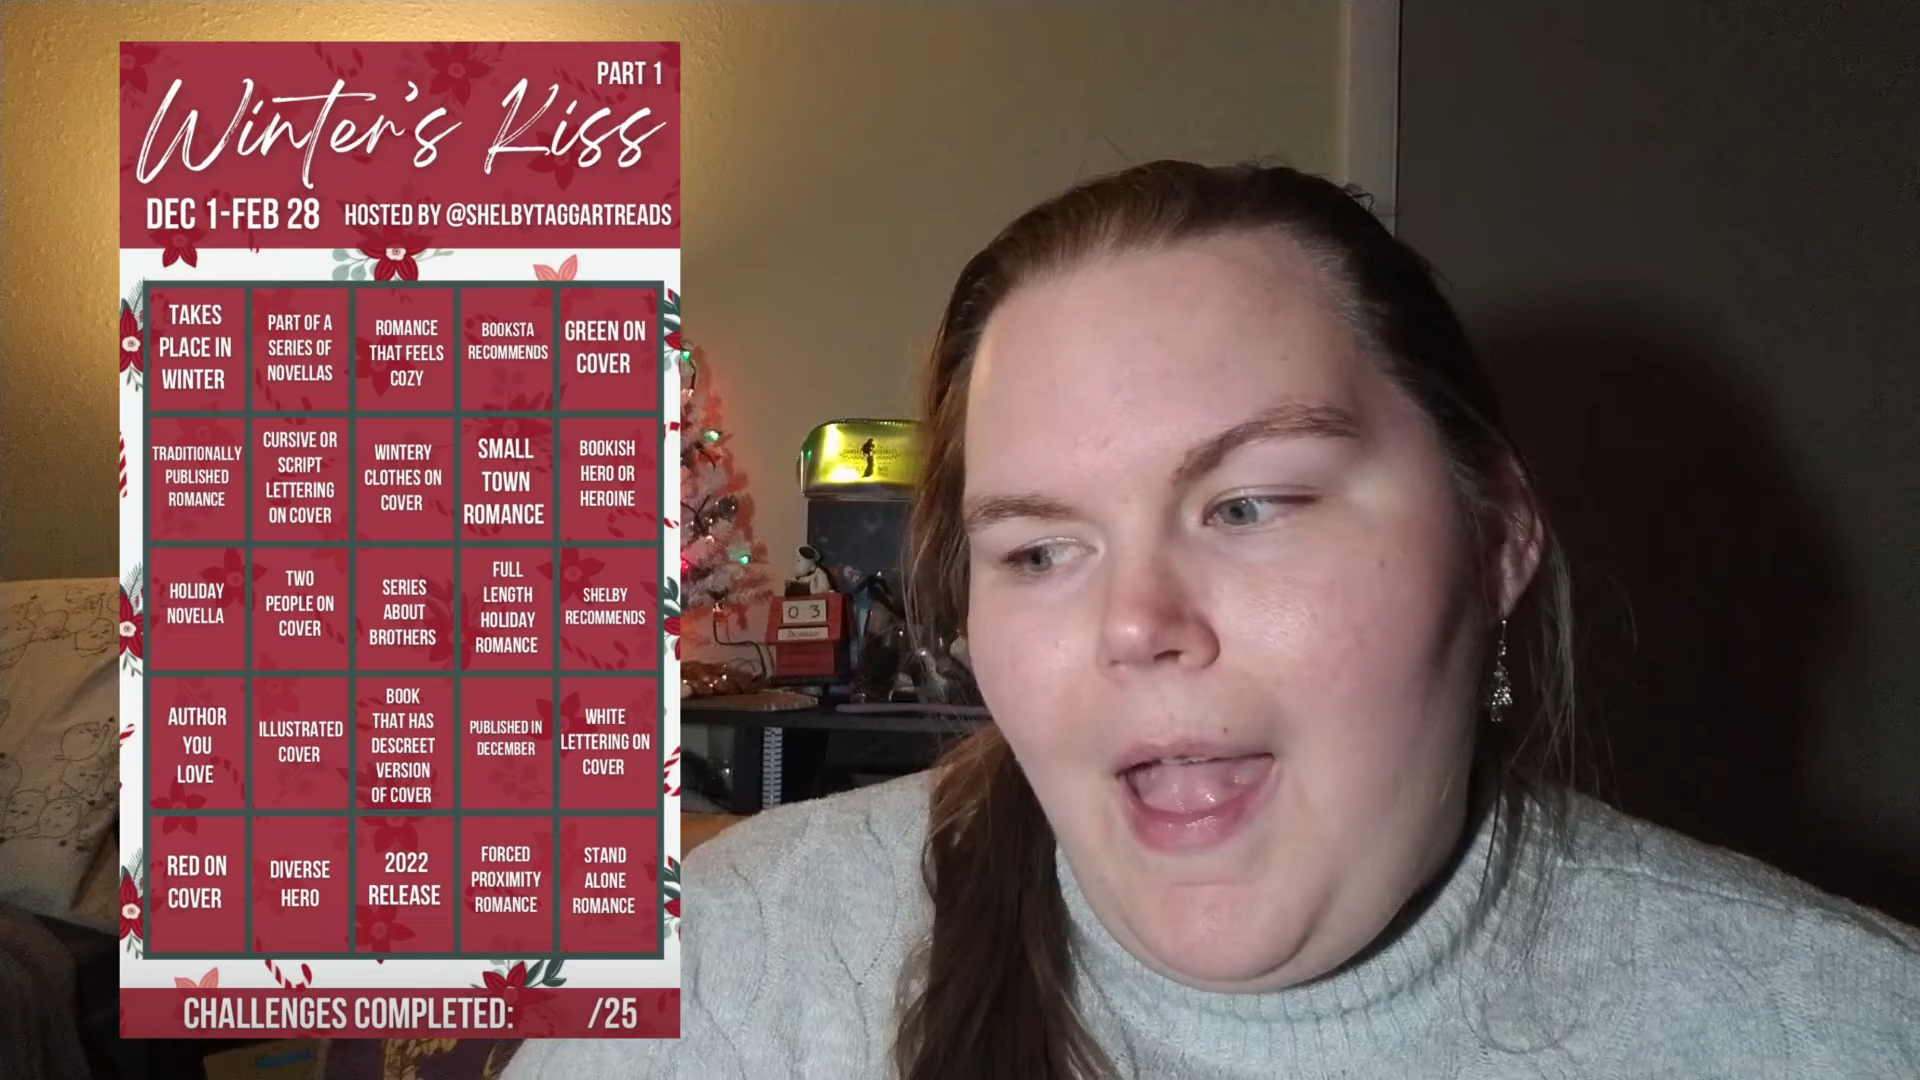 PART 1
Winter's Kiss
DEC 1-FEB 28 HOSTED BY @SHELBYTAGGARTREADS
TAKES
PLACE IN
WINTER
PART OF A
SERIES OF
NOVELLAS
ROMANCE
THAT FEELS
COZY
BOOKSTA
RECOMMENDS
GREEN ON
COVER
TRADITIONALLY
PUBLISHED
ROMANCE
CURSIVE OR
SCRIPT
LETTERING
ON COVER
WINTERY
CLOTHES ON
COVER
SMALL
TOWN
ROMANCE
BOOKISH
HERO OR
HEROINE
HOLIDAY
NOVELLA
TWO
PEOPLE ON
COVER
SERIES
ABOUT
BROTHERS
FULL
LENGTH
HOLIDAY
ROMANCE
SHELBY
RECOMMENDS
AUTHOR
YOU
LOVE
ILLUSTRATED
COVER
BOOK
THAT HAS
DESCREET
VERSION
OF COVER
PUBLISHED IN
DECEMBER
WHITE
LETTERING ON
COVER
RED ON
COVER
DIVERSE
HERO
2022
RELEASE
FORCED
PROXIMITY
ROMANCE
STAND
ALONE
ROMANCE
CHALLENGES COMPLETED: /25
03
December